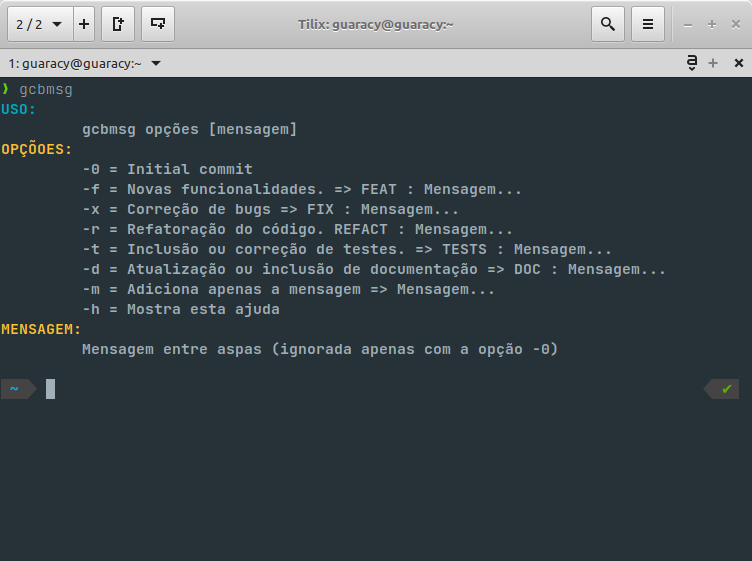 2 / 2
Tilix: guaracy@guaracy:~
1: guaracy@guaracy:~
❯ gcbmsg
USO:
gcbmsg opções [mensagem]
OPÇÕOES:
-0 = Initial commit
-f = Novas funcionalidades. => FEAT : Mensagem...
-x = Correção de bugs => FIX : Mensagem...
-r = Refatoração do código. REFACT : Mensagem...
-t = Inclusão ou correção de testes. => TESTS : Mensagem...
-d = Atualização ou inclusão de documentação => DOC : Mensagem...
-m = Adiciona apenas a mensagem => Mensagem...
-h = Mostra esta ajuda
MENSAGEM:
Mensagem entre aspas (ignorada apenas com a opção -0)
~ ✔